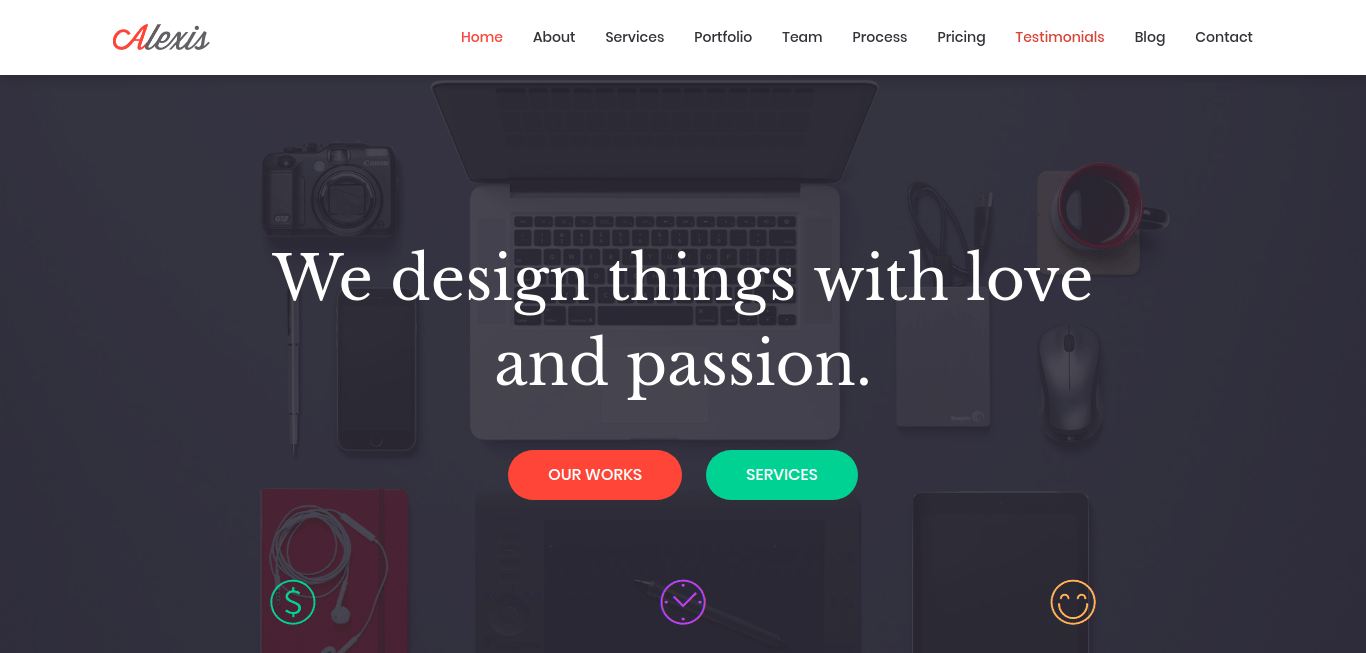 Alexis
Home About Services Portfolio Team Process Pricing Testimonials Blog Contact
We design things with love
and passion.
OUR WORKS SERVICES